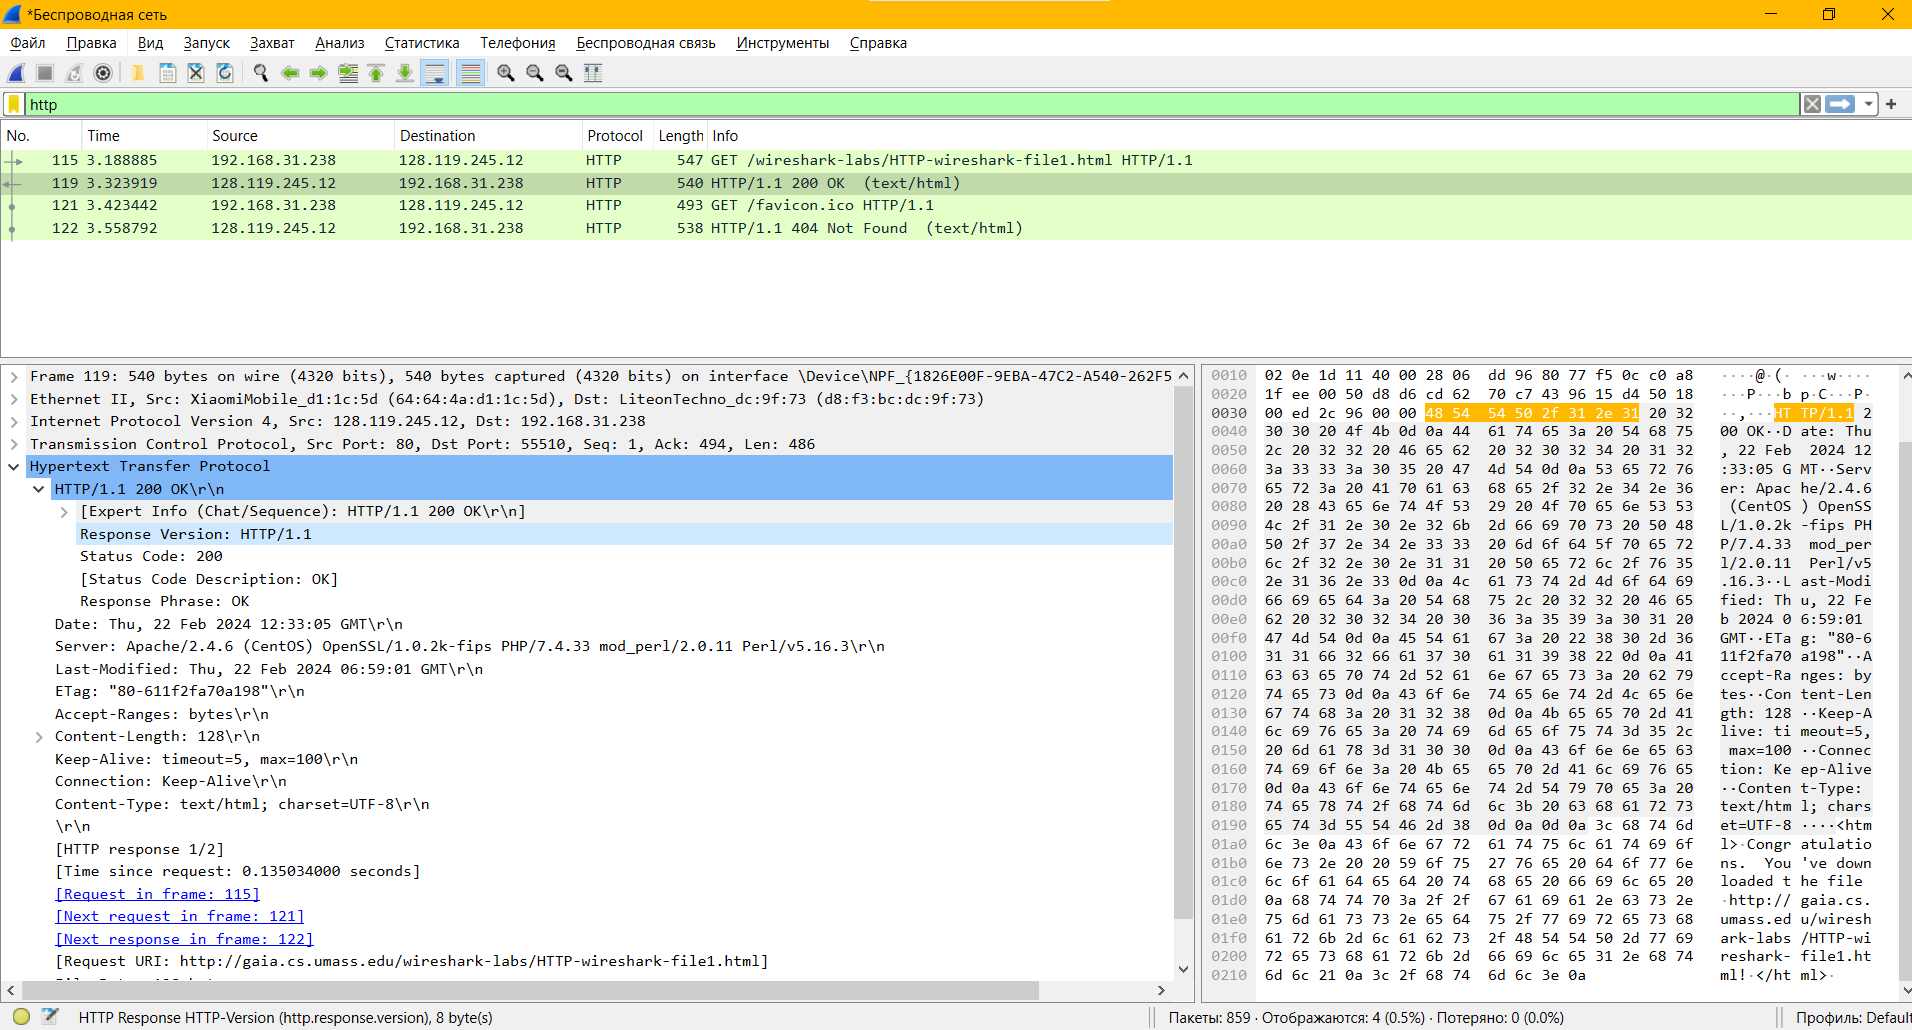 *Беспроводная сеть
Файл Правка Вид Запуск Захват Анализ Статистика Телефония Беспроводная связь Инструменты Справка
http
No. Time Source Destination Protocol Length Info
115 3.188885 192.168.31.238 128.119.245.12 HTTP 547 GET /wireshark-labs/HTTP-wireshark-file1.html HTTP/1.1
119 3.323919 128.119.245.12 192.168.31.238 HTTP 540 HTTP/1.1 200 OK  (text/html)
121 3.423442 192.168.31.238 128.119.245.12 HTTP 493 GET /favicon.ico HTTP/1.1
122 3.558792 128.119.245.12 192.168.31.238 HTTP 538 HTTP/1.1 404 Not Found  (text/html)
Frame 119: 540 bytes on wire (4320 bits), 540 bytes captured (4320 bits) on interface \Device\NPF_{1826E00F-9EBA-47C2-A540-262F5
Ethernet II, Src: XiaomiMobile_d1:1c:5d (64:64:4a:d1:1c:5d), Dst: LiteonTechno_dc:9f:73 (d8:f3:bc:dc:9f:73)
Internet Protocol Version 4, Src: 128.119.245.12, Dst: 192.168.31.238
Transmission Control Protocol, Src Port: 80, Dst Port: 55510, Seq: 1, Ack: 494, Len: 486
Hypertext Transfer Protocol
HTTP/1.1 200 OK\r\n
[Expert Info (Chat/Sequence): HTTP/1.1 200 OK\r\n]
Response Version: HTTP/1.1
Status Code: 200
[Status Code Description: OK]
Response Phrase: OK
Date: Thu, 22 Feb 2024 12:33:05 GMT\r\n
Server: Apache/2.4.6 (CentOS) OpenSSL/1.0.2k-fips PHP/7.4.33 mod_perl/2.0.11 Perl/v5.16.3\r\n
Last-Modified: Thu, 22 Feb 2024 06:59:01 GMT\r\n
ETag: "80-611f2fa70a198"\r\n
Accept-Ranges: bytes\r\n
Content-Length: 128\r\n
Keep-Alive: timeout=5, max=100\r\n
Connection: Keep-Alive\r\n
Content-Type: text/html; charset=UTF-8\r\n
\r\n
[HTTP response 1/2]
[Time since request: 0.135034000 seconds]
[Request in frame: 115]
[Next request in frame: 121]
[Next response in frame: 122]
[Request URI: http://gaia.cs.umass.edu/wireshark-labs/HTTP-wireshark-file1.html]
0010 02 0e 1d 11 40 00 28 06 dd 96 80 77 f5 0c c0 a8 ····@·(· ···w····
0020 1f ee 00 50 d8 d6 cd 62 70 c7 43 96 15 d4 50 18 ···P···b p·C···P·
0030 00 ed 2c 96 00 00 48 54 54 50 2f 31 2e 31 20 32 ··,···HT TP/1.1 2
0040 30 30 20 4f 4b 0d 0a 44 61 74 65 3a 20 54 68 75 00 OK··D ate: Thu
0050 2c 20 32 32 20 46 65 62 20 32 30 32 34 20 31 32 , 22 Feb  2024 12
0060 3a 33 33 3a 30 35 20 47 4d 54 0d 0a 53 65 72 76 :33:05 G MT··Serv
0070 65 72 3a 20 41 70 61 63 68 65 2f 32 2e 34 2e 36 er: Apac he/2.4.6
0080 20 28 43 65 6e 74 4f 53 29 20 4f 70 65 6e 53 53 (CentOS ) OpenSS
0090 4c 2f 31 2e 30 2e 32 6b 2d 66 69 70 73 20 50 48 L/1.0.2k -fips PH
00a0 50 2f 37 2e 34 2e 33 33 20 6d 6f 64 5f 70 65 72 P/7.4.33  mod_per
00b0 6c 2f 32 2e 30 2e 31 31 20 50 65 72 6c 2f 76 35 l/2.0.11  Perl/v5
00c0 2e 31 36 2e 33 0d 0a 4c 61 73 74 2d 4d 6f 64 69 .16.3··L ast-Modi
00d0 66 69 65 64 3a 20 54 68 75 2c 20 32 32 20 46 65 fied: Th u, 22 Fe
00e0 62 20 32 30 32 34 20 30 36 3a 35 39 3a 30 31 20 b 2024 0 6:59:01
00f0 47 4d 54 0d 0a 45 54 61 67 3a 20 22 38 30 2d 36 GMT··ETa g: "80-6
0100 31 31 66 32 66 61 37 30 61 31 39 38 22 0d 0a 41 11f2fa70 a198"··A
0110 63 63 65 70 74 2d 52 61 6e 67 65 73 3a 20 62 79 ccept-Ra nges: by
0120 74 65 73 0d 0a 43 6f 6e 74 65 6e 74 2d 4c 65 6e tes··Con tent-Len
0130 67 74 68 3a 20 31 32 38 0d 0a 4b 65 65 70 2d 41 gth: 128 ··Keep-A
0140 6c 69 76 65 3a 20 74 69 6d 65 6f 75 74 3d 35 2c live: ti meout=5,
0150 20 6d 61 78 3d 31 30 30 0d 0a 43 6f 6e 6e 65 63 max=100 ··Connec
0160 74 69 6f 6e 3a 20 4b 65 65 70 2d 41 6c 69 76 65 tion: Ke ep-Alive
0170 0d 0a 43 6f 6e 74 65 6e 74 2d 54 79 70 65 3a 20 ··Conten t-Type:
0180 74 65 78 74 2f 68 74 6d 6c 3b 20 63 68 61 72 73 text/htm l; chars
0190 65 74 3d 55 54 46 2d 38 0d 0a 0d 0a 3c 68 74 6d et=UTF-8 ····<htm
01a0 6c 3e 0a 43 6f 6e 67 72 61 74 75 6c 61 74 69 6f l>·Congr atulatio
01b0 6e 73 2e 20 20 59 6f 75 27 76 65 20 64 6f 77 6e ns.  You 've down
01c0 6c 6f 61 64 65 64 20 74 68 65 20 66 69 6c 65 20 loaded t he file
01d0 0a 68 74 74 70 3a 2f 2f 67 61 69 61 2e 63 73 2e ·http:// gaia.cs.
01e0 75 6d 61 73 73 2e 65 64 75 2f 77 69 72 65 73 68 umass.ed u/wiresh
01f0 61 72 6b 2d 6c 61 62 73 2f 48 54 54 50 2d 77 69 ark-labs /HTTP-wi
0200 72 65 73 68 61 72 6b 2d 66 69 6c 65 31 2e 68 74 reshark- file1.ht
0210 6d 6c 21 0a 3c 2f 68 74 6d 6c 3e 0a ml!·</ht ml>·
HTTP Response HTTP-Version (http.response.version), 8 byte(s)
Пакеты: 859 · Отображаются: 4 (0.5%) · Потеряно: 0 (0.0%)
Профиль: Default